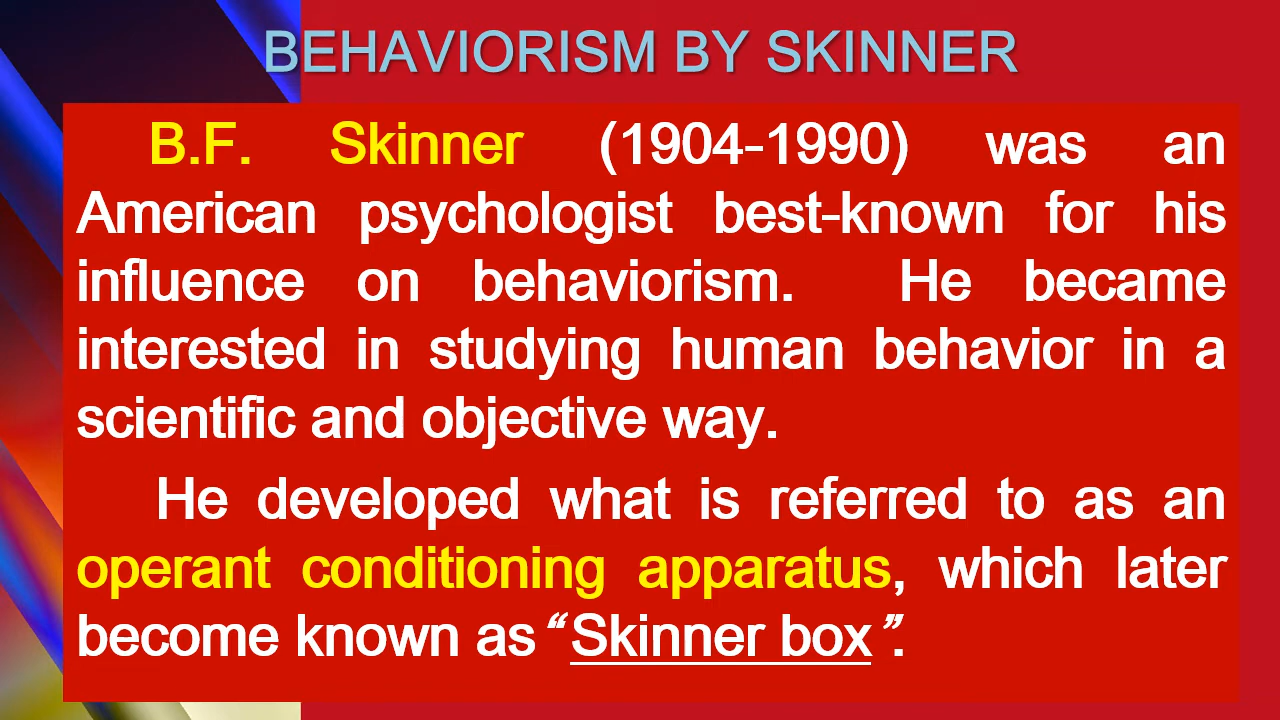 BEHAVIORISM BY SKINNER
B.F. Skinner (1904-1990) was an
American psychologist best-known for his
influence on behaviorism. He became
interested in studying human behavior in a
scientific and objective way.
He developed what is referred to as an
operant conditioning apparatus, which later
become known as “Skinner box”.